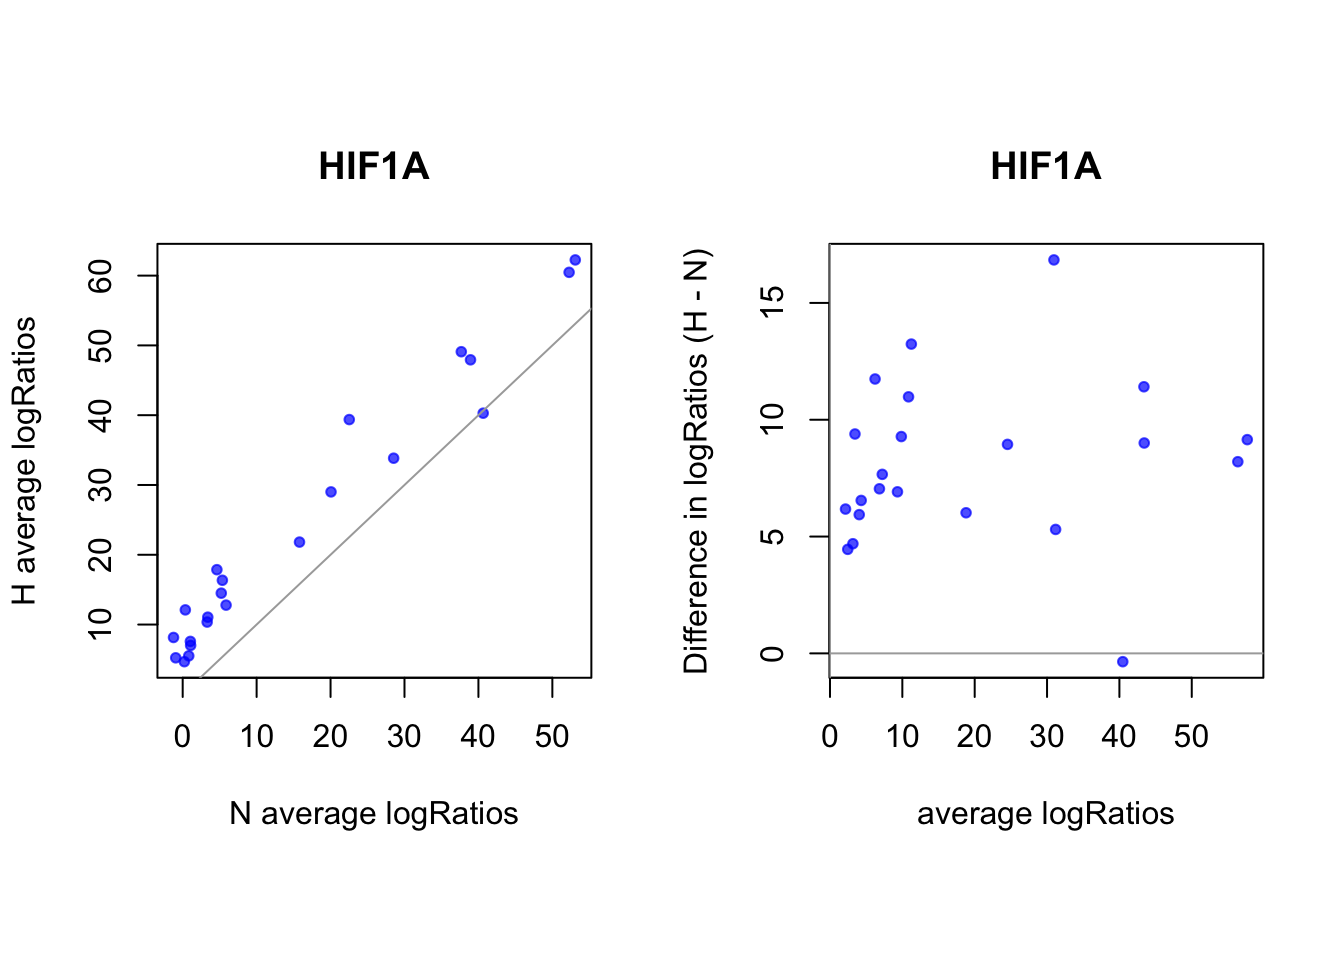 HIF1A
H average logRatios
60
50
40
30
20
10
0 10 20 30 40 50
N average logRatios
HIF1A
Difference in logRatios (H - N)
15
10
5
0
0 10 20 30 40 50
average logRatios